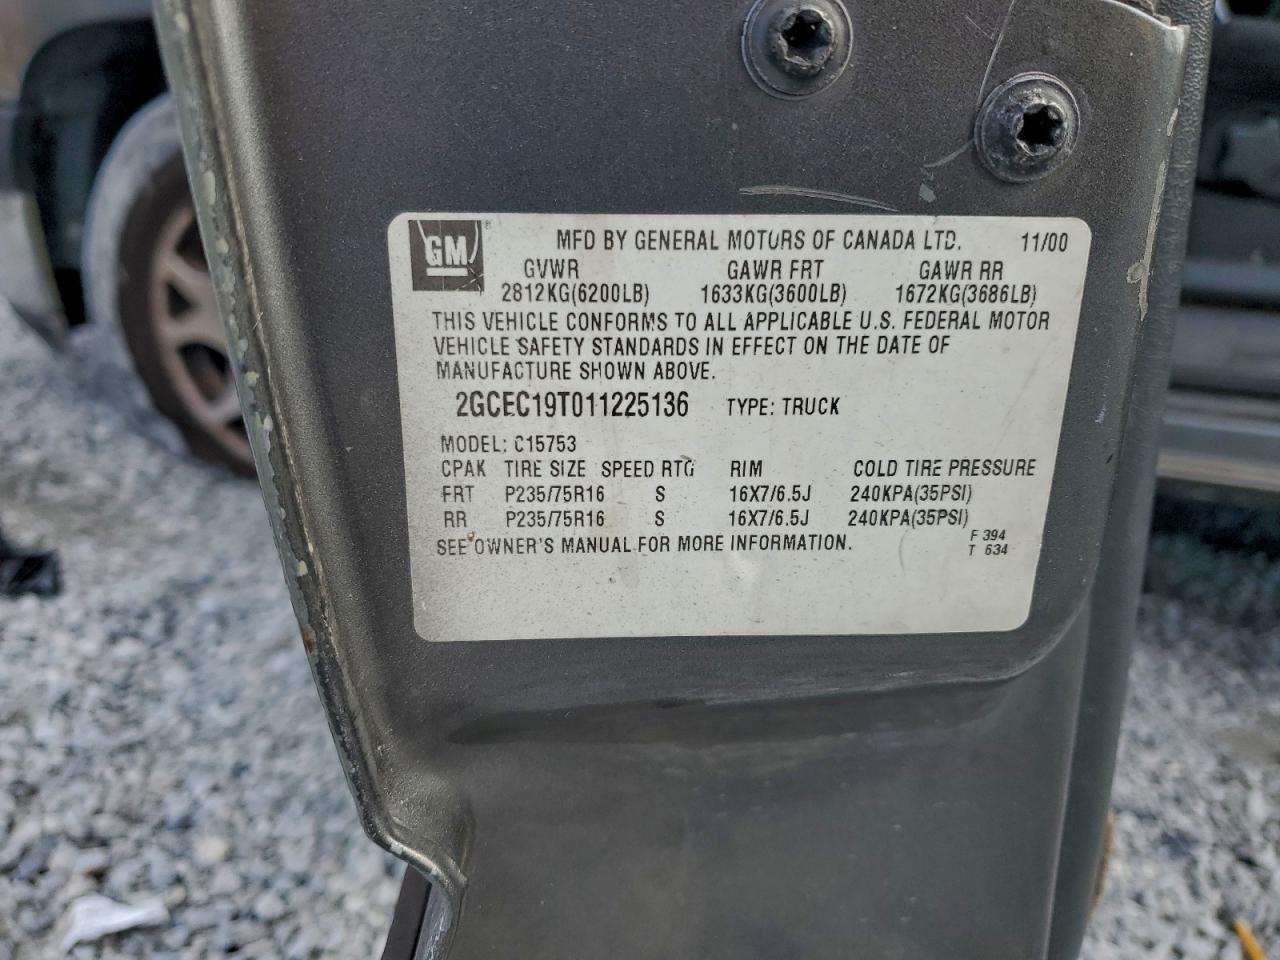 GM
MFD BY GENERAL MOTORS OF CANADA LTD. 11/00
GVWR GAWR FRT GAWR RR
2812KG(6200LB) 1633KG(3600LB) 1672KG(3686LB)
THIS VEHICLE CONFORMS TO ALL APPLICABLE U.S. FEDERAL MOTOR
VEHICLE SAFETY STANDARDS IN EFFECT ON THE DATE OF
MANUFACTURE SHOWN ABOVE.
2GCEC19T011225136 TYPE: TRUCK
MODEL: C15753
CPAK TIRE SIZE SPEED RTG RIM COLD TIRE PRESSURE
FRT P235/75R16 S 16X7/6.5J 240KPA(35PSI)
RR P235/75R16 S 16X7/6.5J 240KPA(35PSI)
SEE OWNER'S MANUAL FOR MORE INFORMATION.
F 394
T 634